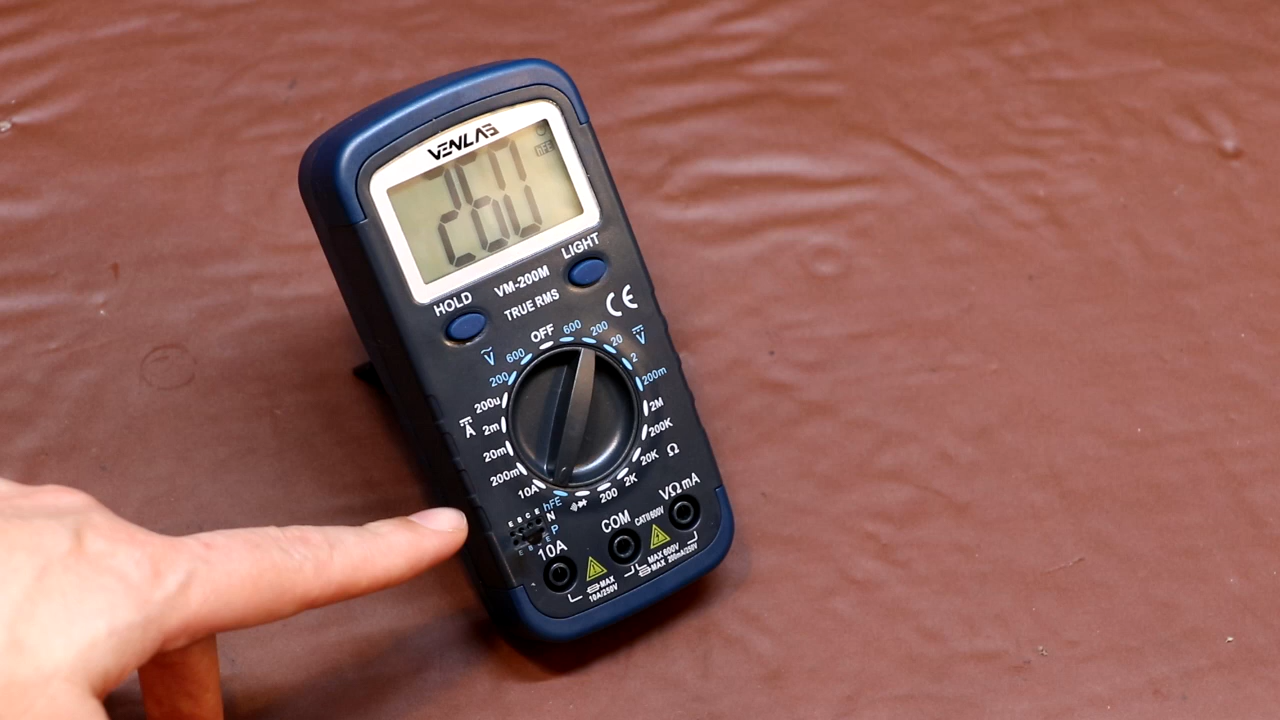 VENLAB
hFE
260
HOLD VM-200M LIGHT
TRUE RMS CE
OFF 600 200 20 2 200m V
V 600 200
A 200u 2m 20m 200m 10A
2M 200K 20K 2K 200 Ω
hFE
E B C E N
P
10A COM VΩmA
CATII 600V
MAX
10A/250V
MAX 600V
MAX 200mA/250V